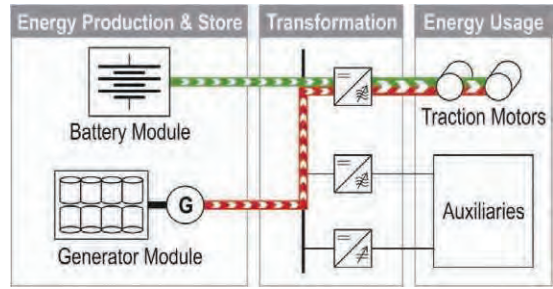 Energy Production & Store
Transformation
Energy Usage
Battery Module
Traction Motors
G
Generator Module
Auxiliaries